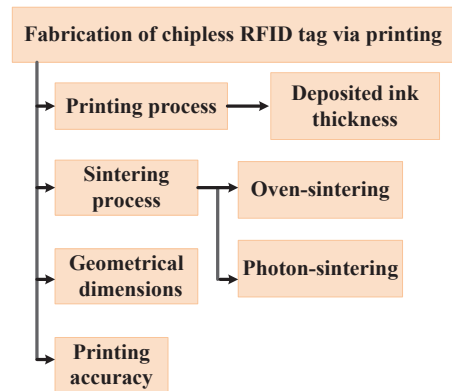 Fabrication of chipless RFID tag via printing
Printing process
Deposited ink
thickness
Sintering
process
Oven-sintering
Photon-sintering
Geometrical
dimensions
Printing
accuracy